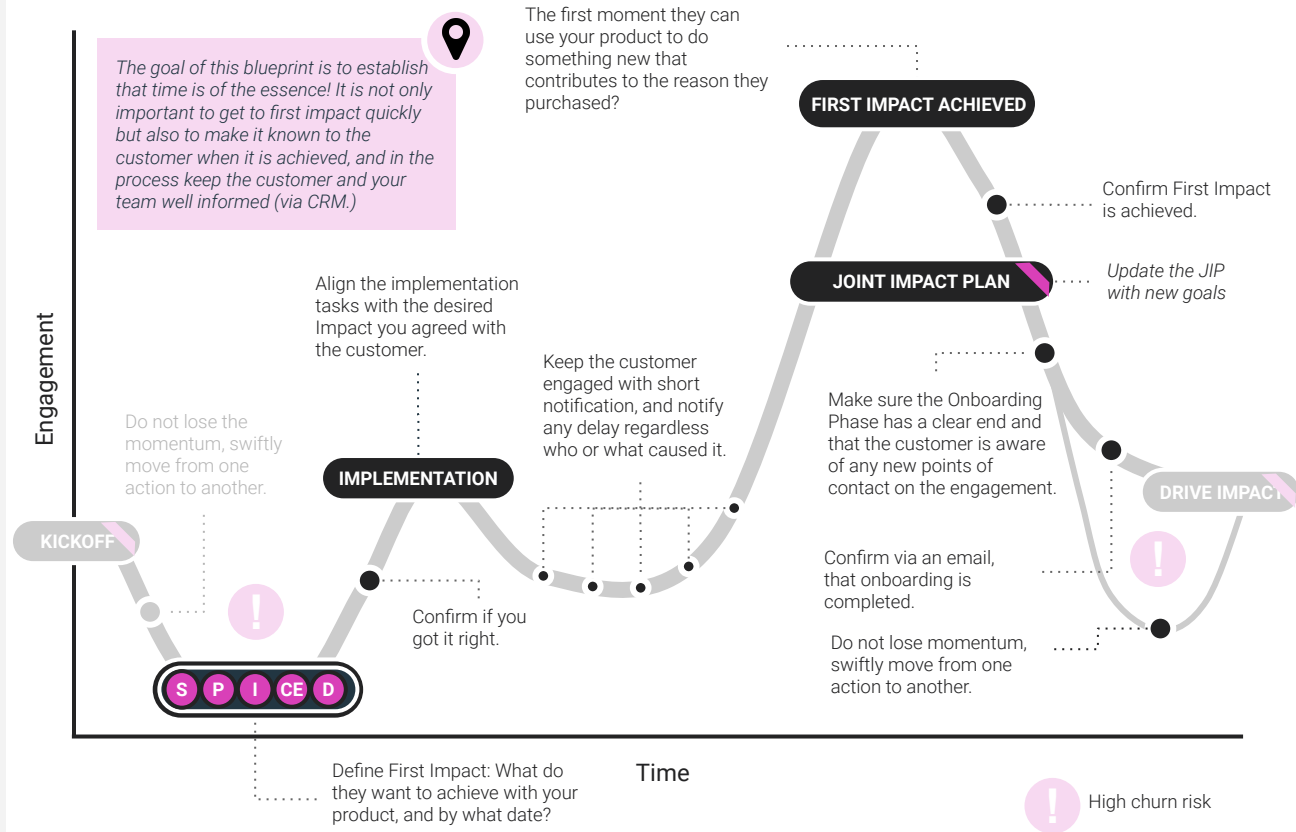 The goal of this blueprint is to establish
that time is of the essence! It is not only
important to get to first impact quickly
but also to make it known to the
customer when it is achieved, and in the
process keep the customer and your
team well informed (via CRM.)
The first moment they can
use your product to do
something new that
contributes to the reason they
purchased?
FIRST IMPACT ACHIEVED
Confirm First Impact
is achieved.
JOINT IMPACT PLAN
Update the JIP
with new goals
Align the implementation
tasks with the desired
Impact you agreed with
the customer.
Keep the customer
engaged with short
notification, and notify
any delay regardless
who or what caused it.
Make sure the Onboarding
Phase has a clear end and
that the customer is aware
of any new points of
contact on the engagement.
Engagement
Do not lose the
momentum, swiftly
move from one
action to another.
IMPLEMENTATION
DRIVE IMPACT
KICKOFF
!
Confirm via an email,
that onboarding is
completed.
!
Confirm if you
got it right.
Do not lose momentum,
swiftly move from one
action to another.
S P I CE D
Time
Define First Impact: What do
they want to achieve with your
product, and by what date?
! High churn risk